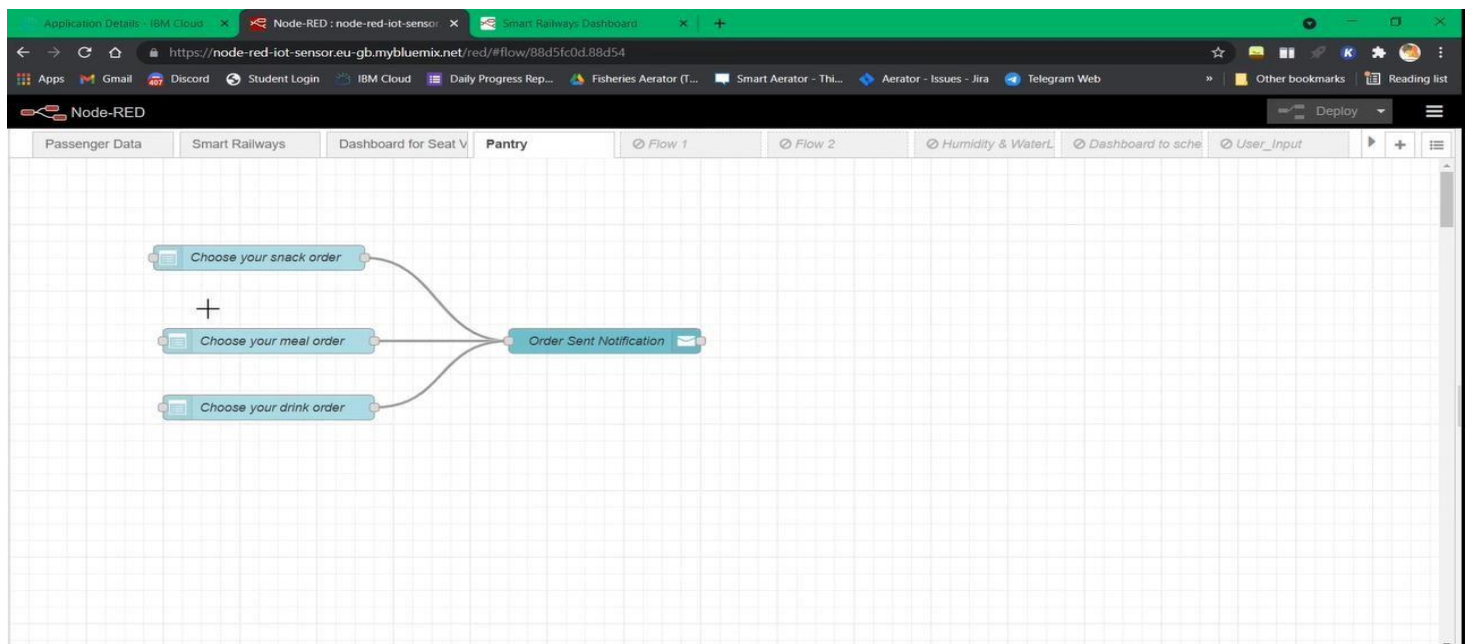 Application Details - IBM Cloud Node-RED : node-red-iot-sensor. Smart Railways Dashboard
https://node-red-iot-sensor.eu-gb.mybluemix.net/red/#flow/88d5fc0d.88d54 K
Apps Gmail 407 Discord Student Login IBM Cloud Daily Progress Rep... Fisheries Aerator (T... Smart Aerator - Thi... Aerator - Issues - Jira Telegram Web » Other bookmarks Reading list
Node-RED Deploy
Passenger Data Smart Railways Dashboard for Seat V Pantry Flow 1 Flow 2 Humidity & WaterL Dashboard to sche User_Input
Choose your snack order
Choose your meal order Order Sent Notification
Choose your drink order